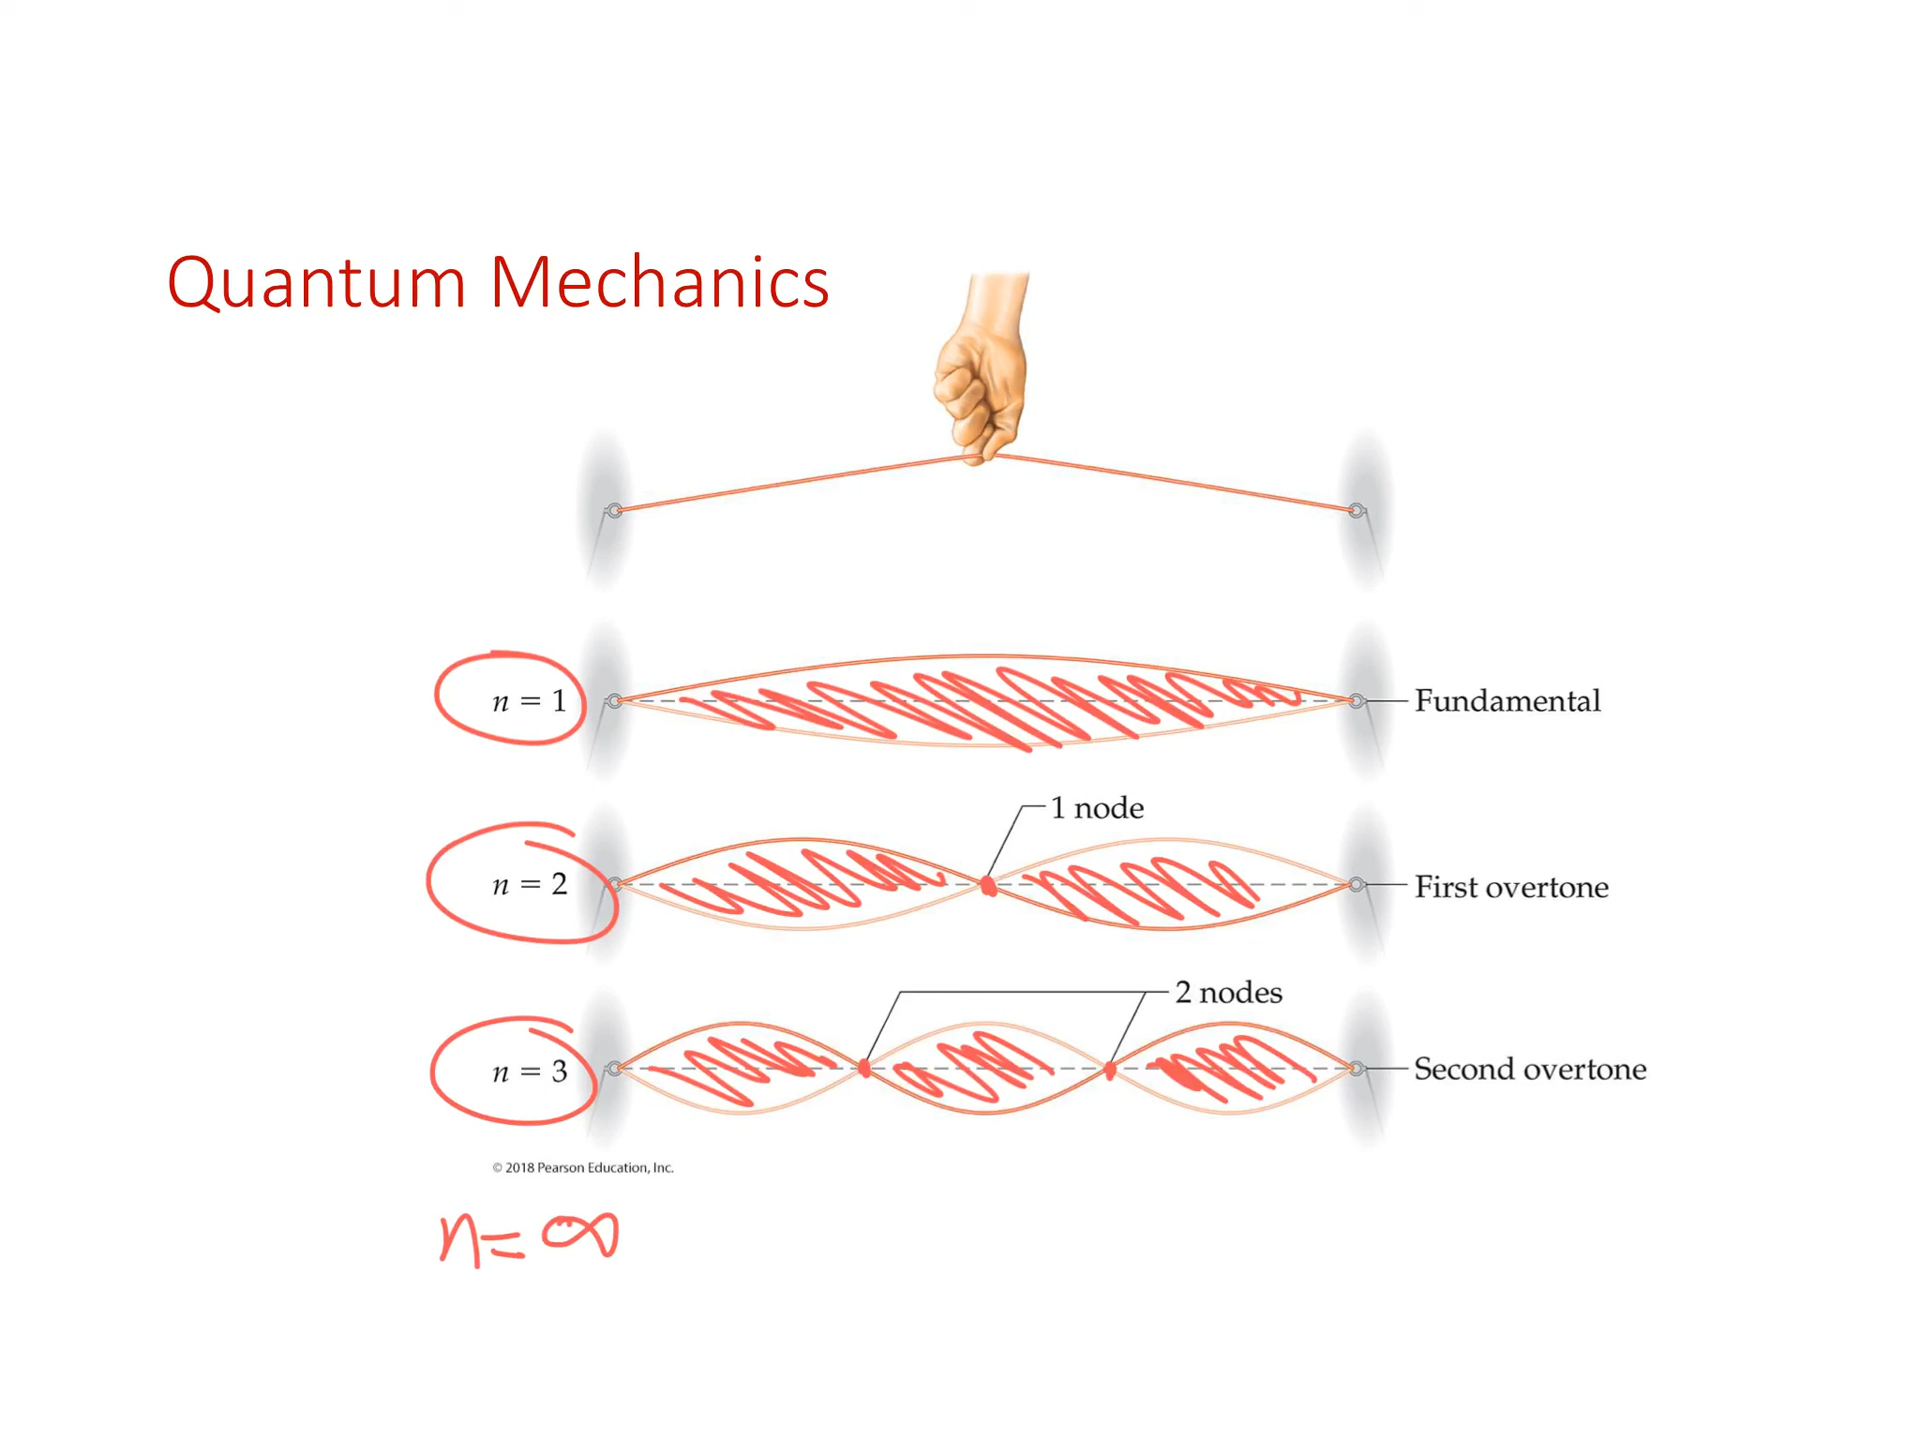 Quantum Mechanics
n = 1
Fundamental
1 node
n = 2
First overtone
2 nodes
n = 3
Second overtone
© 2018 Pearson Education, Inc.
n = ∞